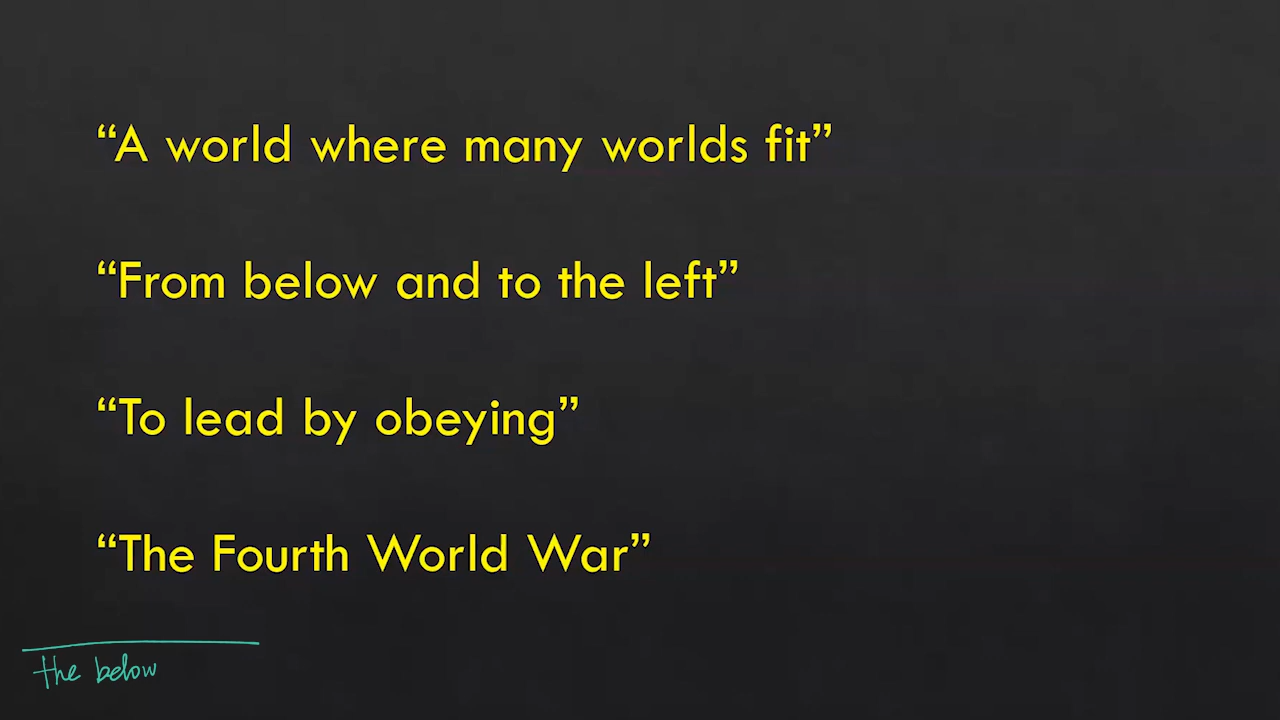 “A world where many worlds fit”
“From below and to the left”
“To lead by obeying”
“The Fourth World War”
the below